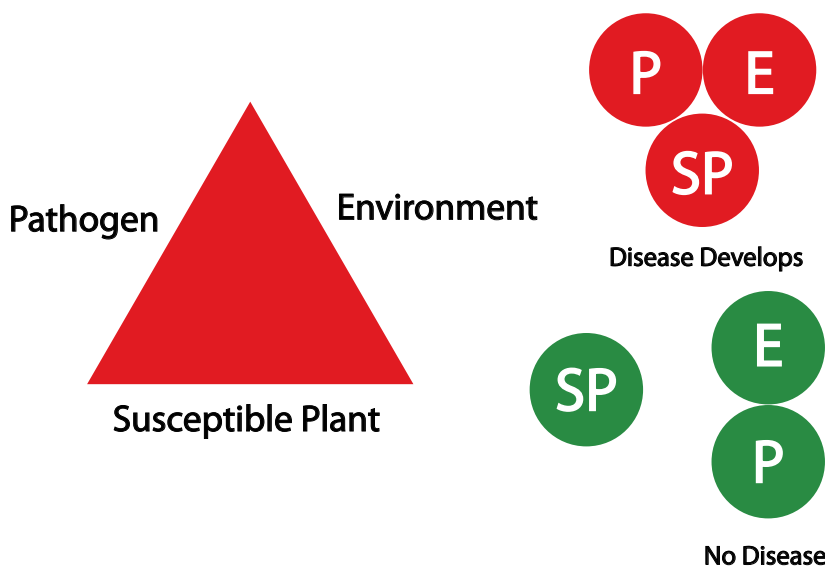 Pathogen
Environment
Susceptible Plant
P
E
SP
Disease Develops
SP
E
P
No Disease